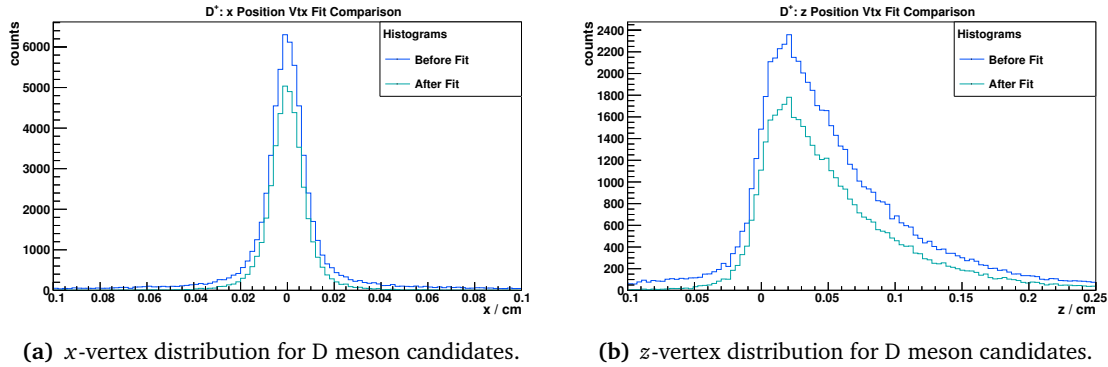 D⁺: x Position Vtx Fit Comparison
counts
6000
5000
4000
3000
2000
1000
0
0.1 0.08 0.06 0.04 0.02 0 0.02 0.04 0.06 0.08 0.1
x / cm
Histograms
Before Fit
After Fit
(a) x-vertex distribution for D meson candidates.
D⁺: z Position Vtx Fit Comparison
counts
2400
2200
2000
1800
1600
1400
1200
1000
800
600
400
200
0
0.1 0.05 0 0.05 0.1 0.15 0.2 0.25
z / cm
Histograms
Before Fit
After Fit
(b) z-vertex distribution for D meson candidates.